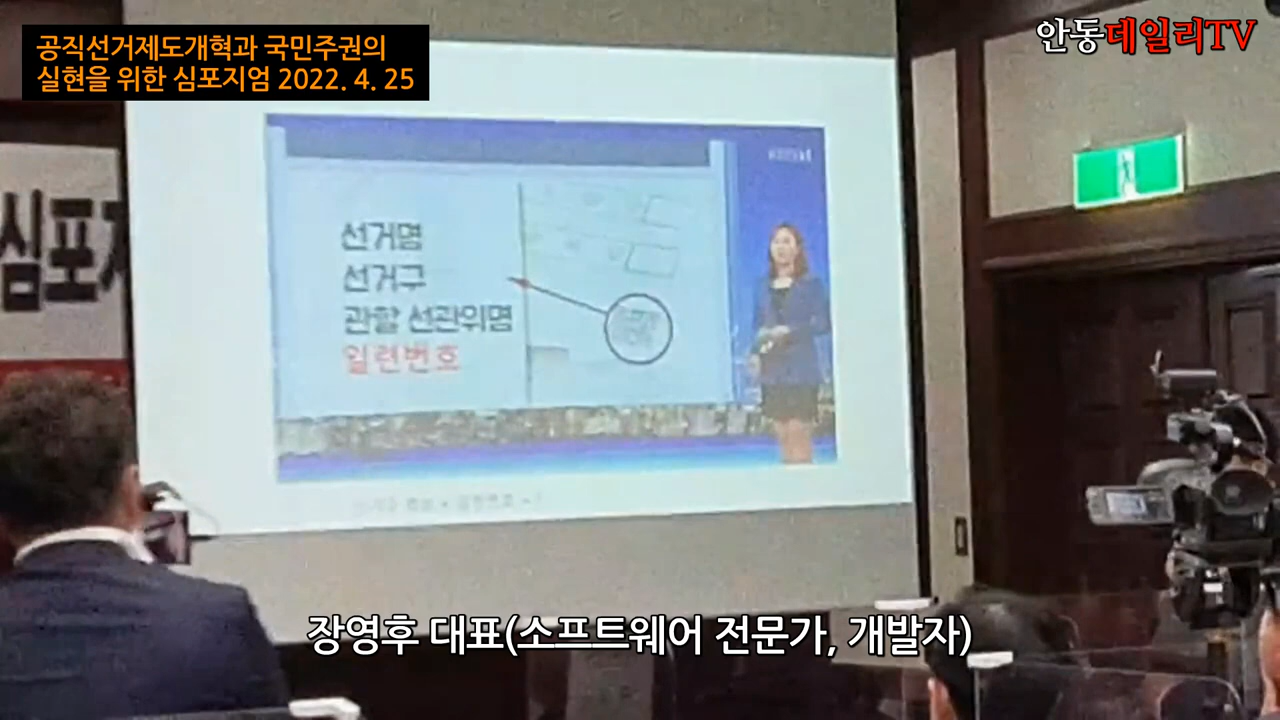 공직선거제도개혁과 국민주권의
실현을 위한 심포지엄 2022. 4. 25
안동데일리TV
심포지
선거명
선거구
관할 선관위명
일련번호
장영후 대표(소프트웨어 전문가, 개발자)